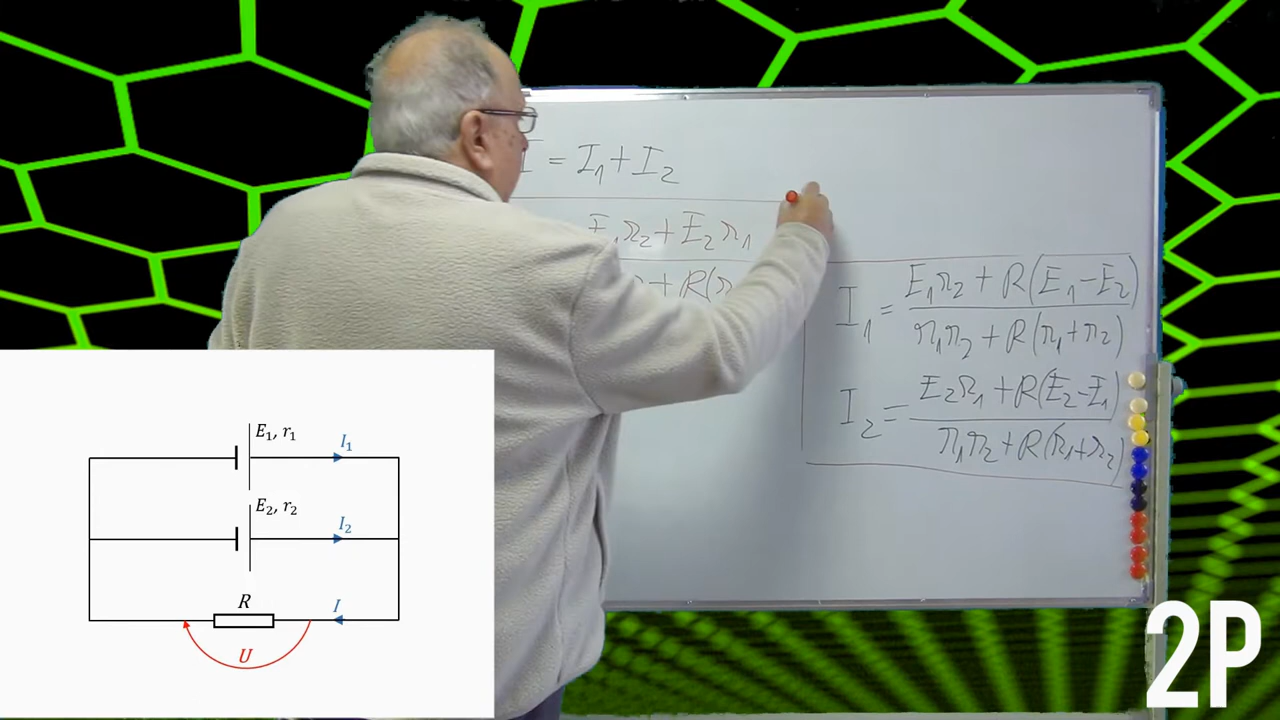 I = I₁ + I₂
E₁r₂ + E₂r₁
+ R(r
I₁ = E₁r₂ + R(E₁ - E₂)
r₁r₂ + R(r₁ + r₂)
I₂ = E₂r₁ + R(E₂ - E₁)
r₁r₂ + R(r₁ + r₂)
E₁, r₁
I₁
E₂, r₂
I₂
R
I
U
2P